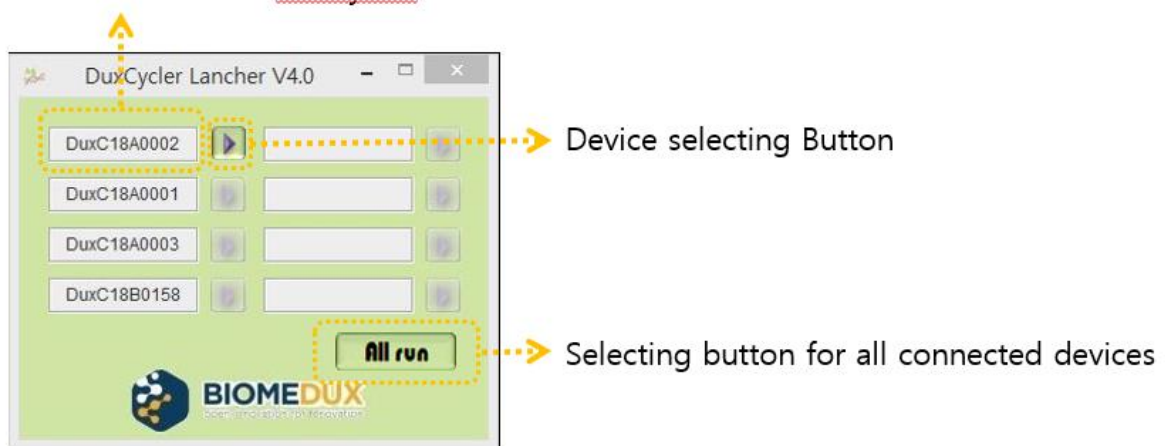 DuxCycler Lancher V4.0
DuxC18A0002
Device selecting Button
DuxC18A0001
DuxC18A0003
DuxC18B0158
All run
Selecting button for all connected devices
BIOMEDUX